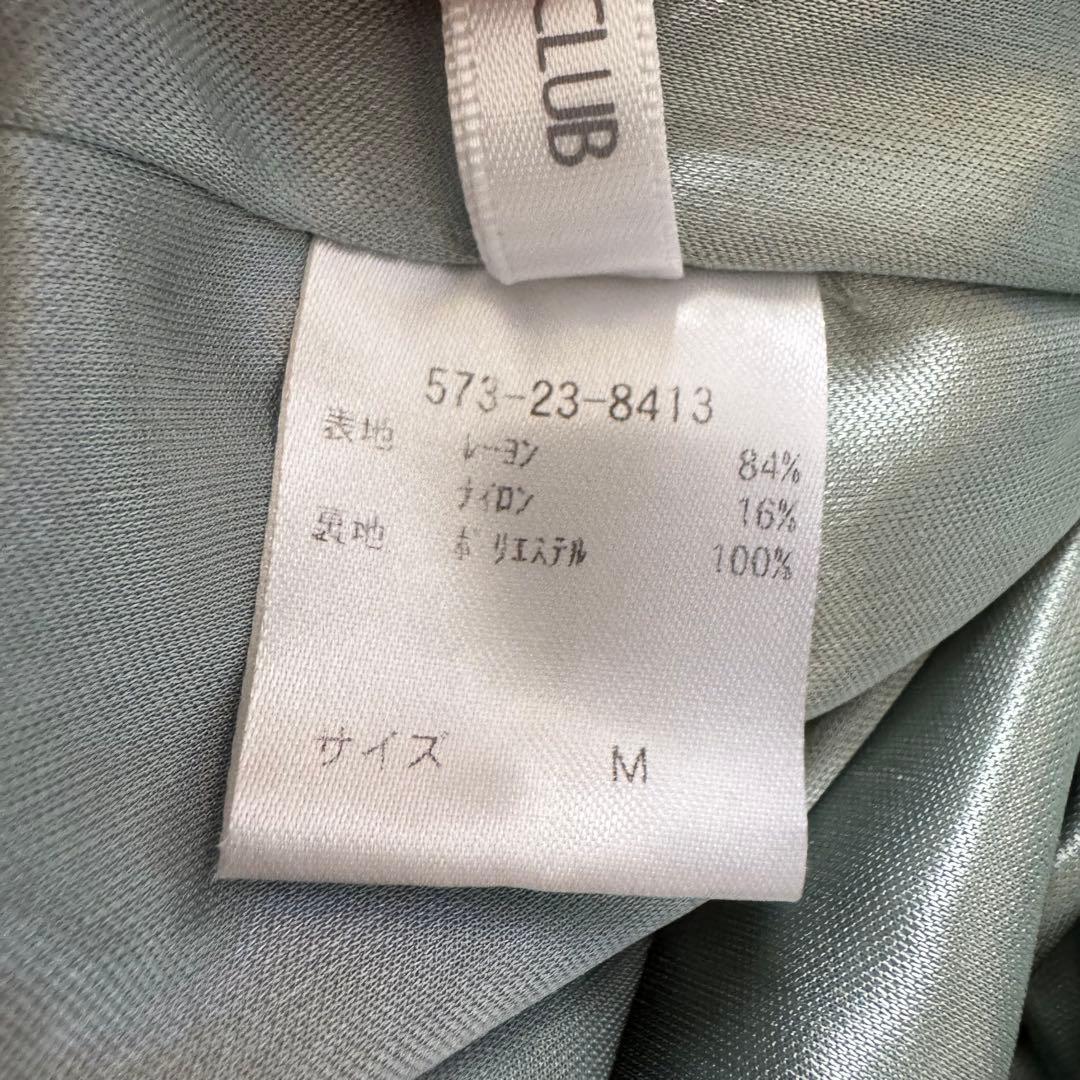 CLUB
573-23-8413
表地 レーヨン 84%
ナイロン 16%
裏地 ポリエステル 100%
サイズ M